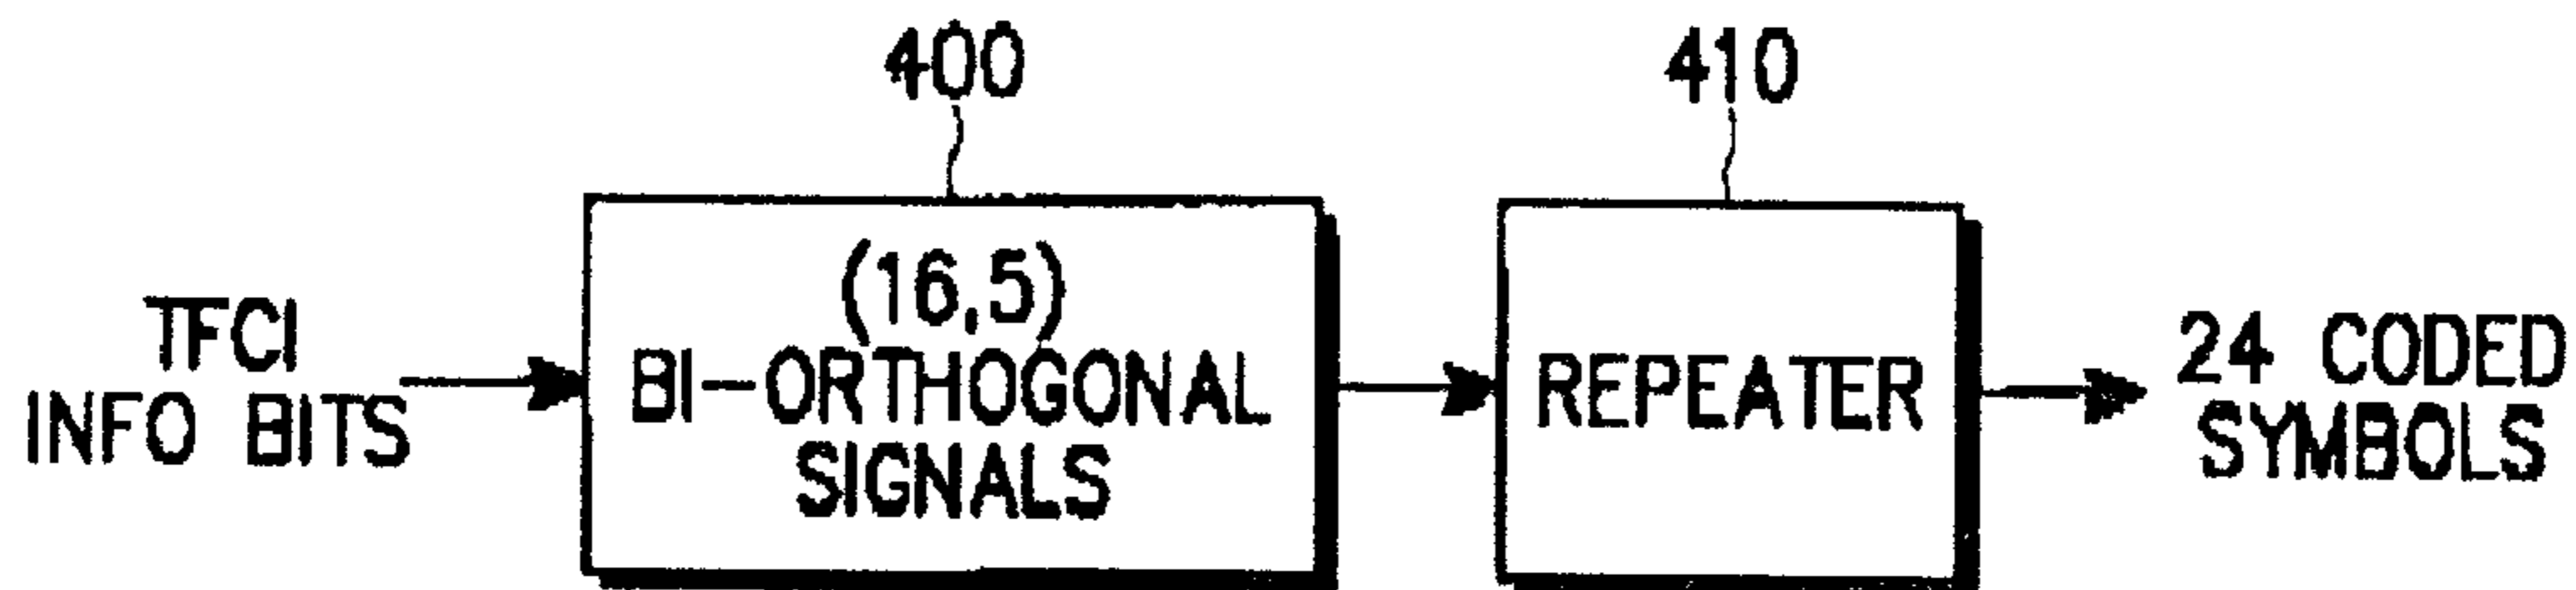 400
410
TFCI
INFO BITS
(16,5)
BI-ORTHOGONAL
SIGNALS
REPEATER
24 CODED
SYMBOLS